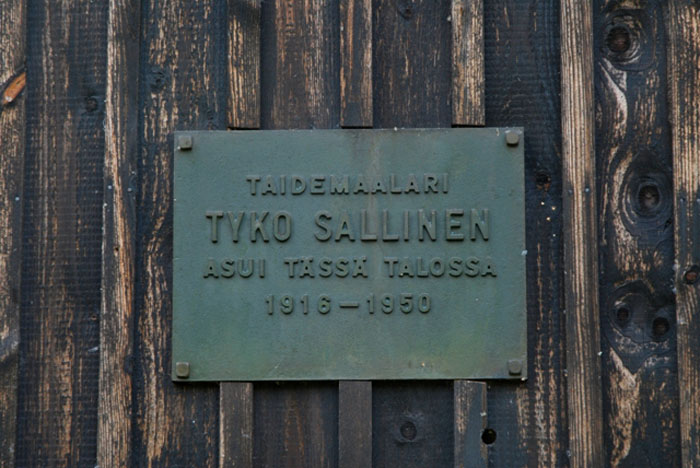 TAIDEMAALARI
TYKO SALLINEN
ASUI TÄSSÄ TALOSSA
1916 — 1950